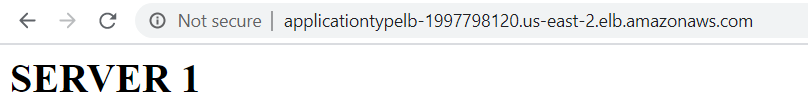 Not secure | applicationtypelb-1997798120.us-east-2.elb.amazonaws.com
SERVER 1